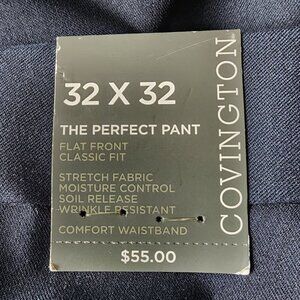 32 X 32
THE PERFECT PANT
FLAT FRONT
CLASSIC FIT
STRETCH FABRIC
MOISTURE CONTROL
SOIL RELEASE
WRINKLE RESISTANT
COMFORT WAISTBAND
$55.00
COVINGTON